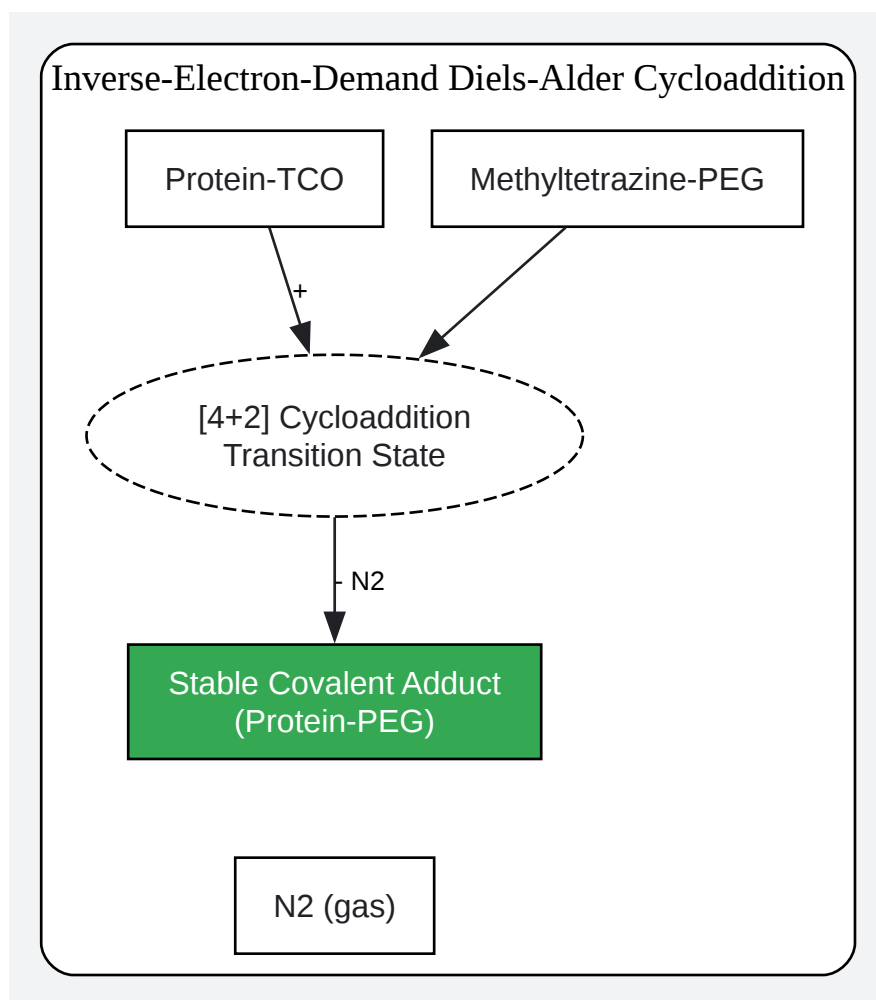 Inverse-Electron-Demand Diels-Alder Cycloaddition
Protein-TCO
Methyltetrazine-PEG
+
[4+2] Cycloaddition
Transition State
- N2
Stable Covalent Adduct
(Protein-PEG)
N2 (gas)